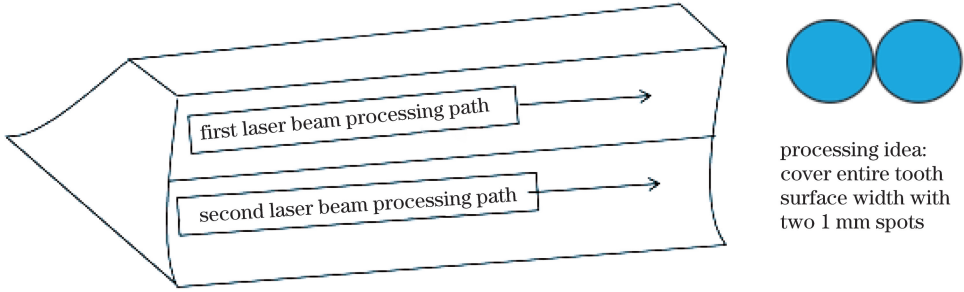 first laser beam processing path
second laser beam processing path
processing idea:
cover entire tooth
surface width with
two 1 mm spots